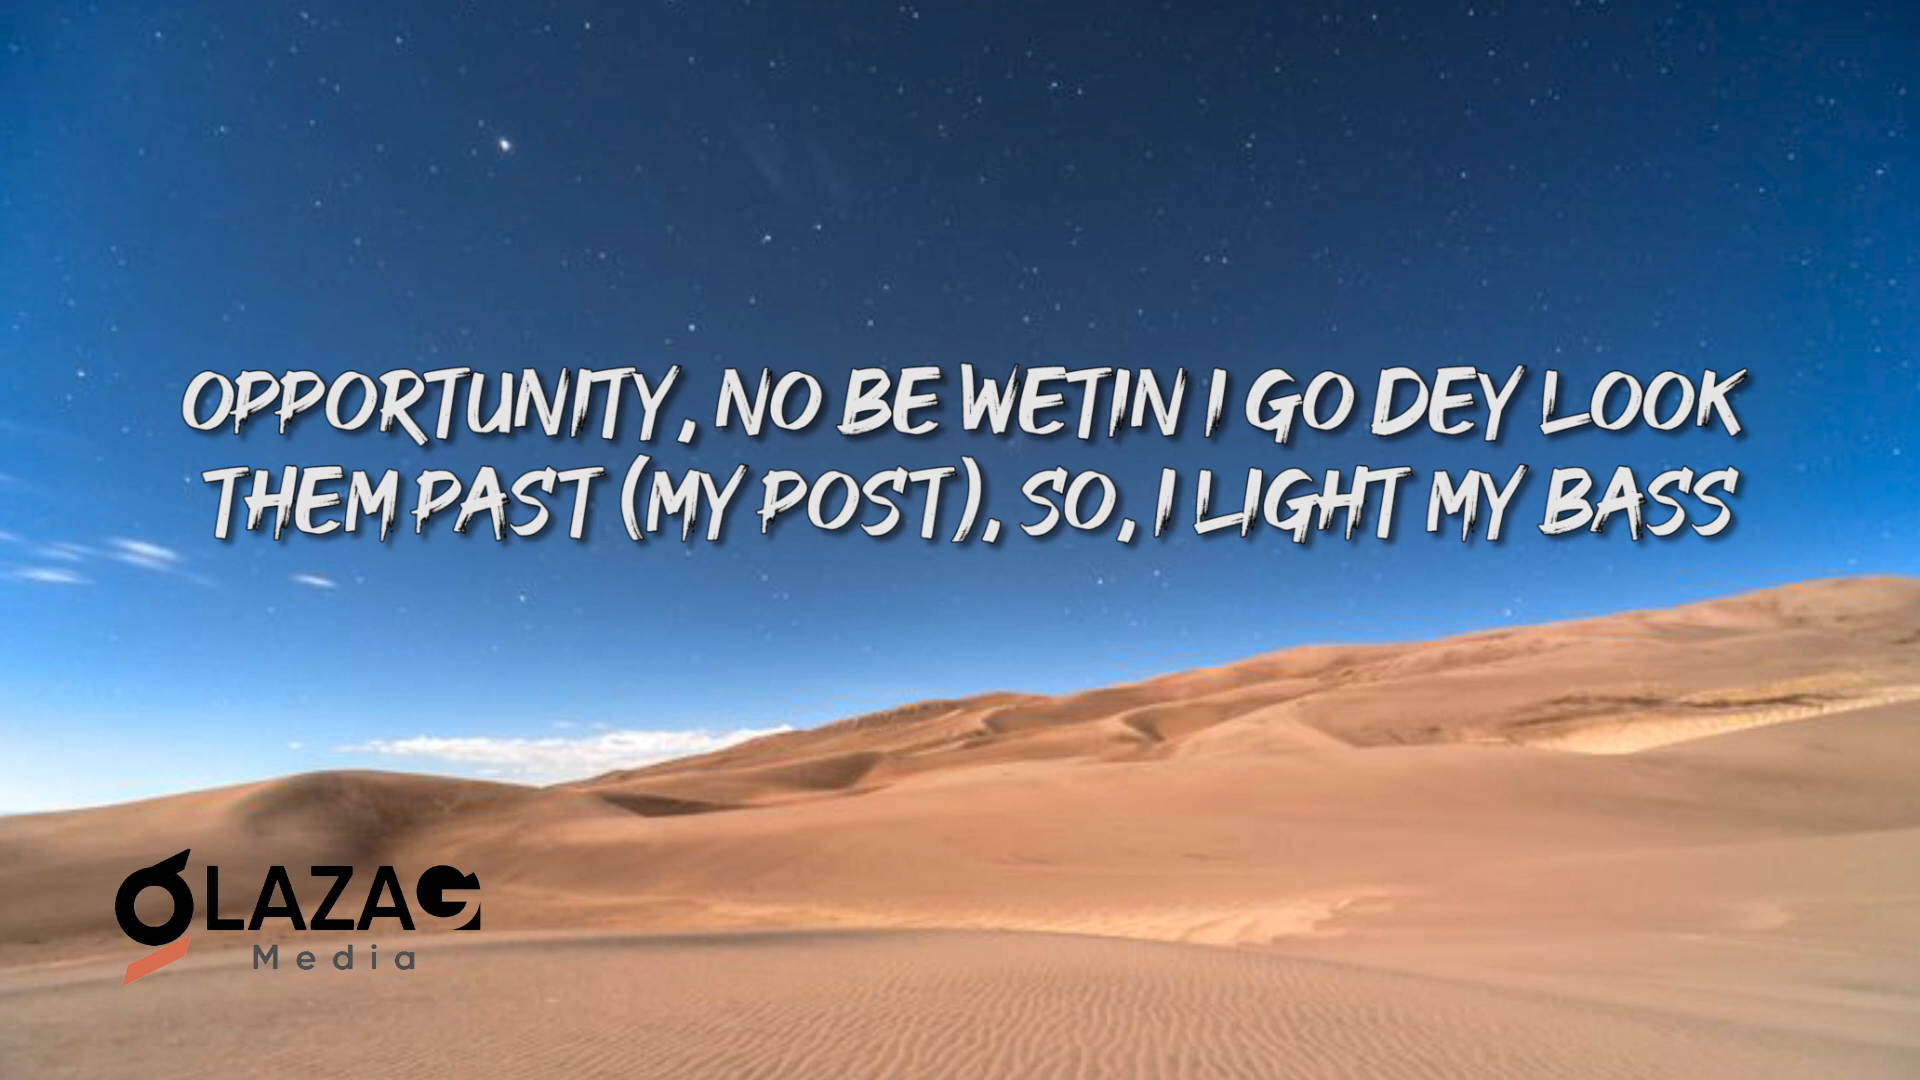 OPPORTUNITY, NO BE WETIN I GO DEY LOOK
THEM PAST (MY POST), SO, I LIGHT MY BASS
OLAZAG
Media